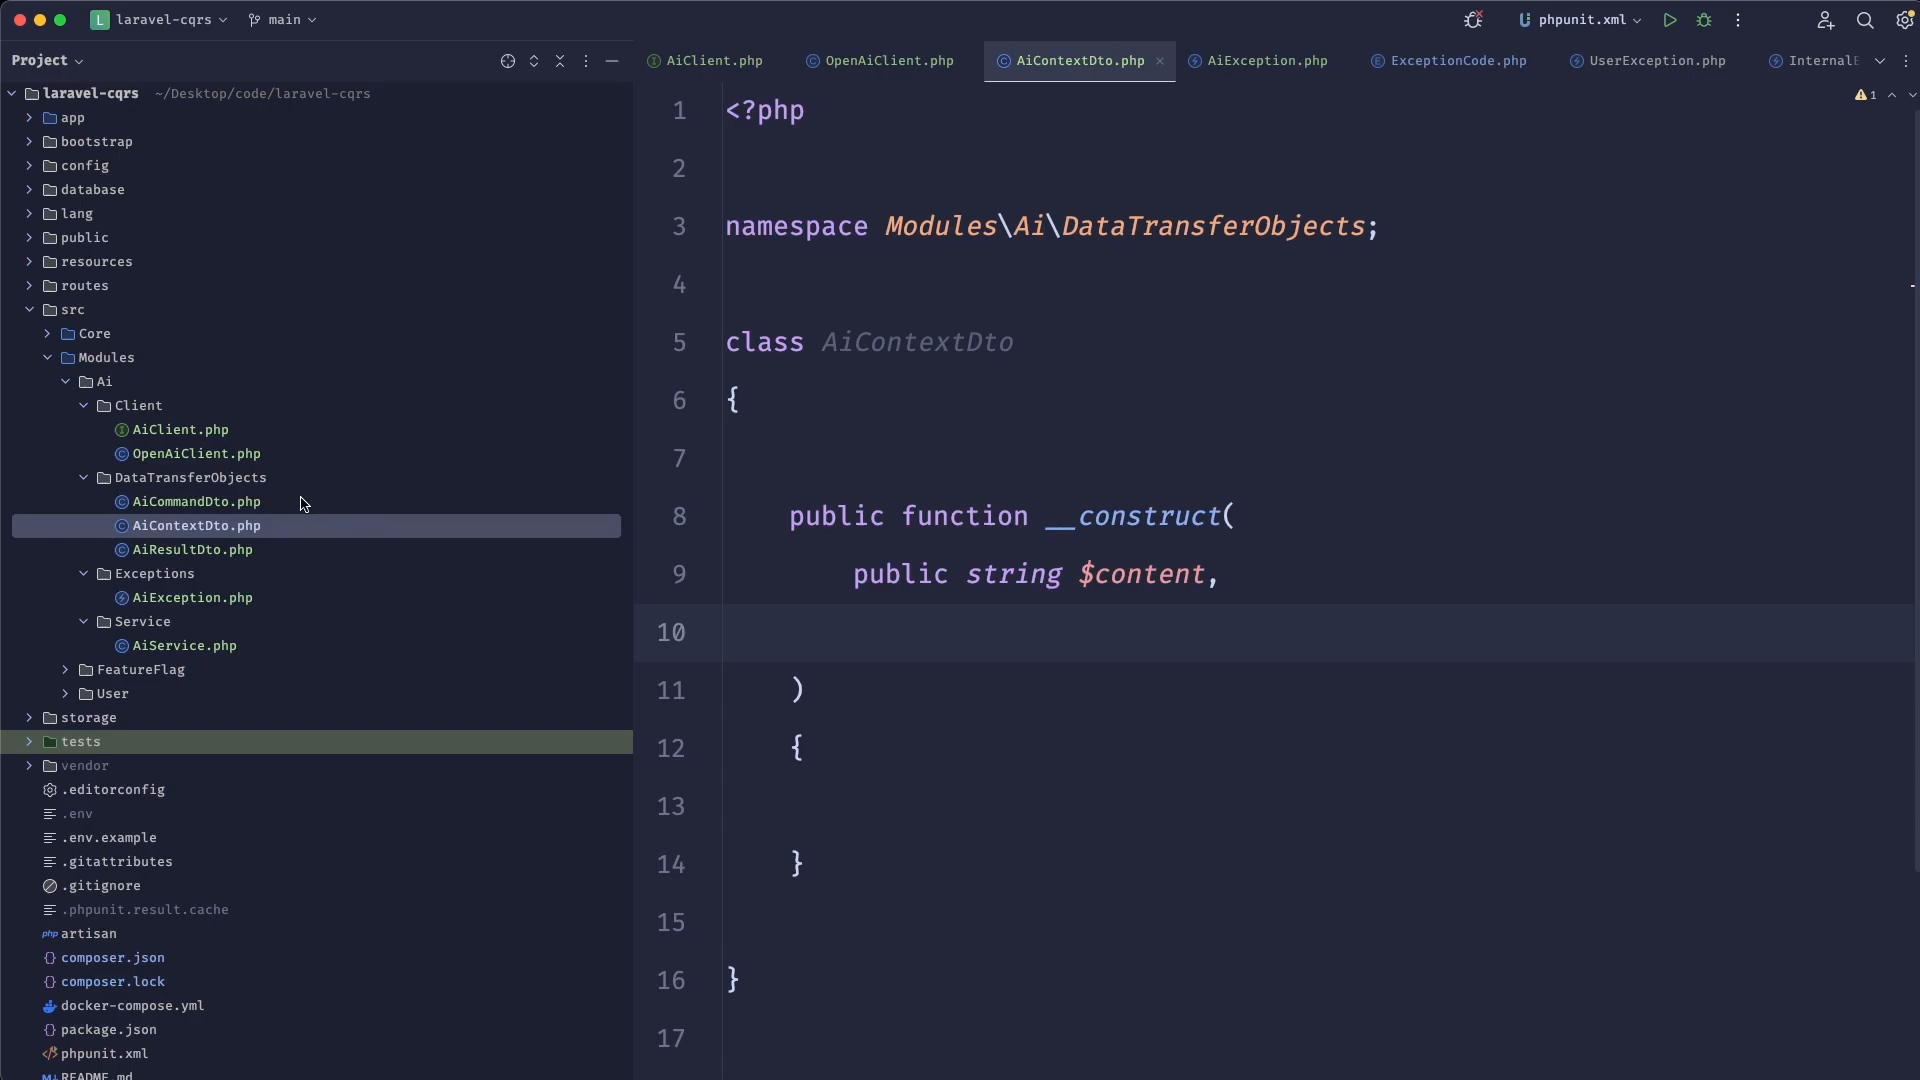 L laravel-cqrs main phpunit.xml
Project
AiClient.php OpenAiClient.php AiContextDto.php AiException.php ExceptionCode.php UserException.php InternalE
laravel-cqrs ~/Desktop/code/laravel-cqrs
app
bootstrap
config
database
lang
public
resources
routes
src
Core
Modules
Ai
Client
AiClient.php
OpenAiClient.php
DataTransferObjects
AiCommandDto.php
AiContextDto.php
AiResultDto.php
Exceptions
AiException.php
Service
AiService.php
FeatureFlag
User
storage
tests
vendor
.editorconfig
.env
.env.example
.gitattributes
.gitignore
.phpunit.result.cache
php artisan
composer.json
composer.lock
docker-compose.yml
package.json
phpunit.xml
README.md
1
1 <?php
2
3 namespace Modules\Ai\DataTransferObjects;
4
5 class AiContextDto
6 {
7
8 public function __construct(
9 public string $content,
10
11 )
12 {
13
14 }
15
16 }
17